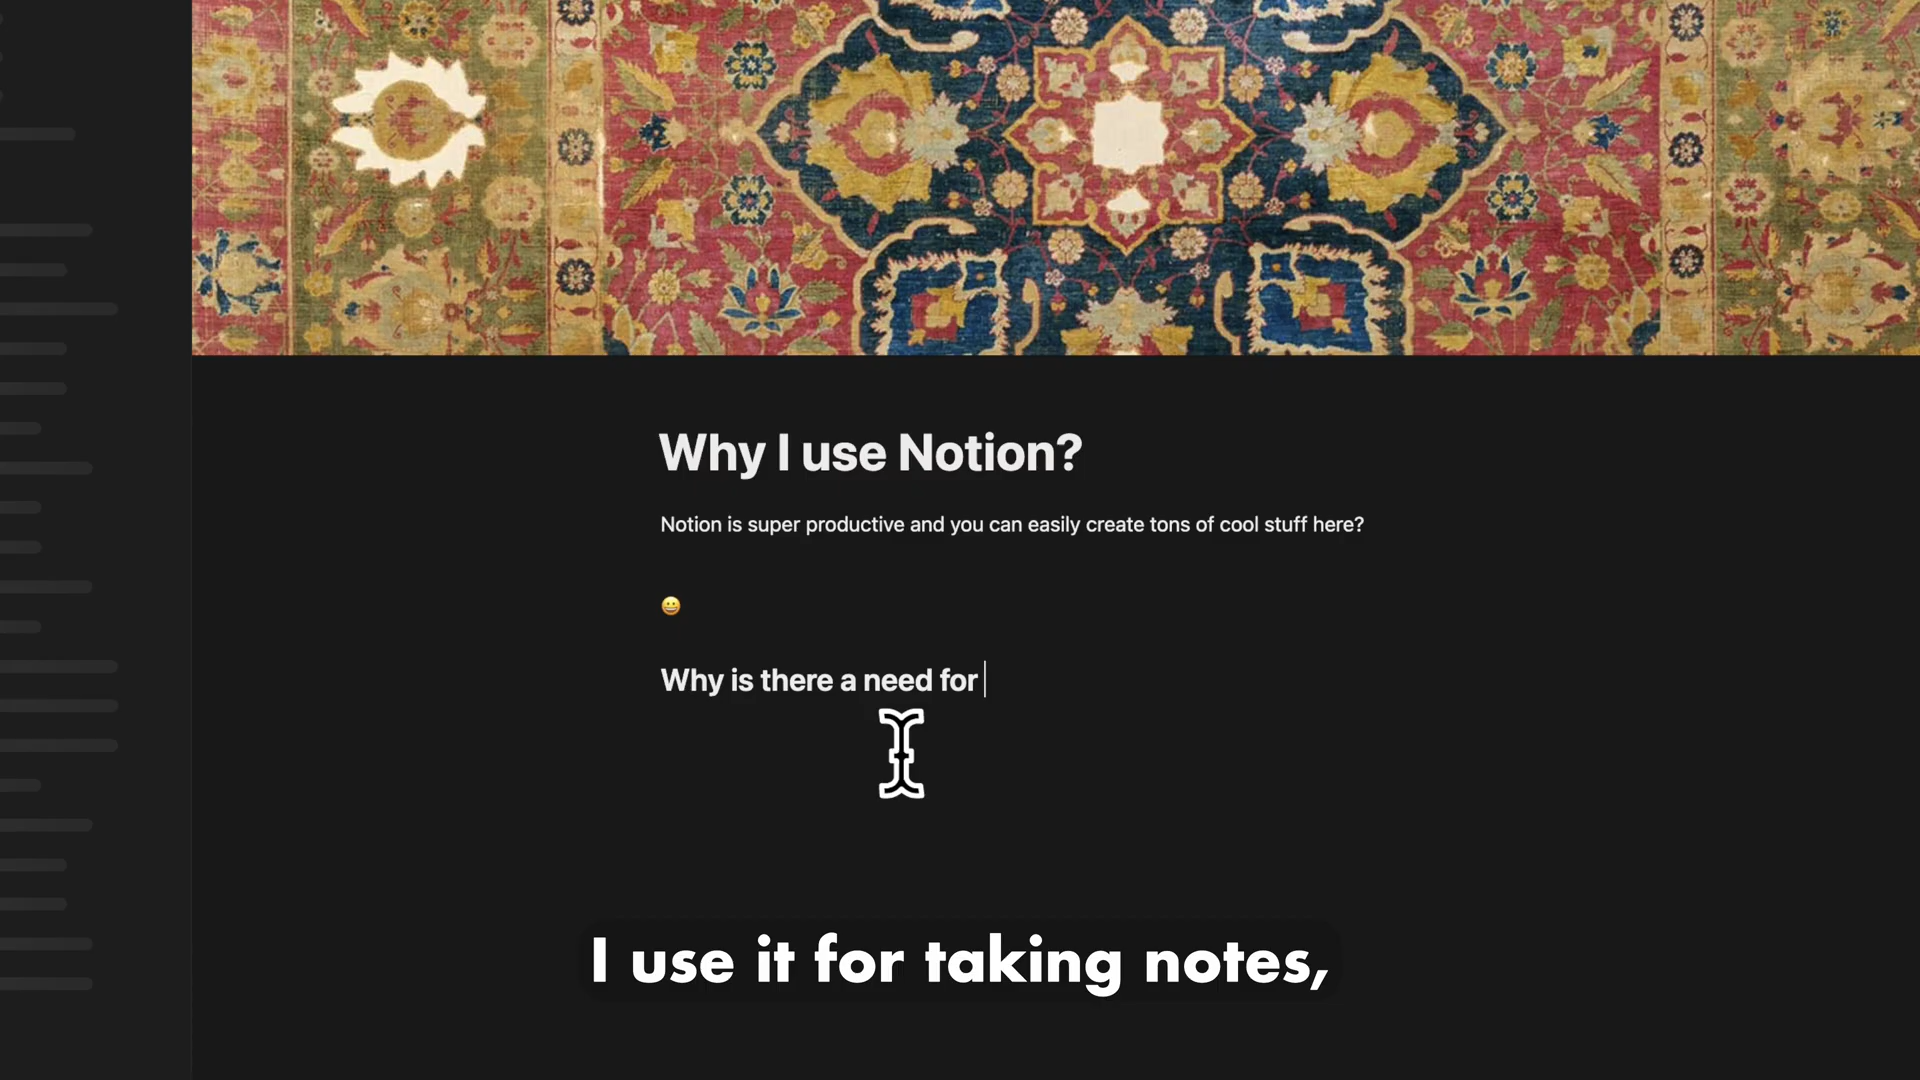 Why I use Notion?
Notion is super productive and you can easily create tons of cool stuff here?
😀
Why is there a need for
I use it for taking notes,